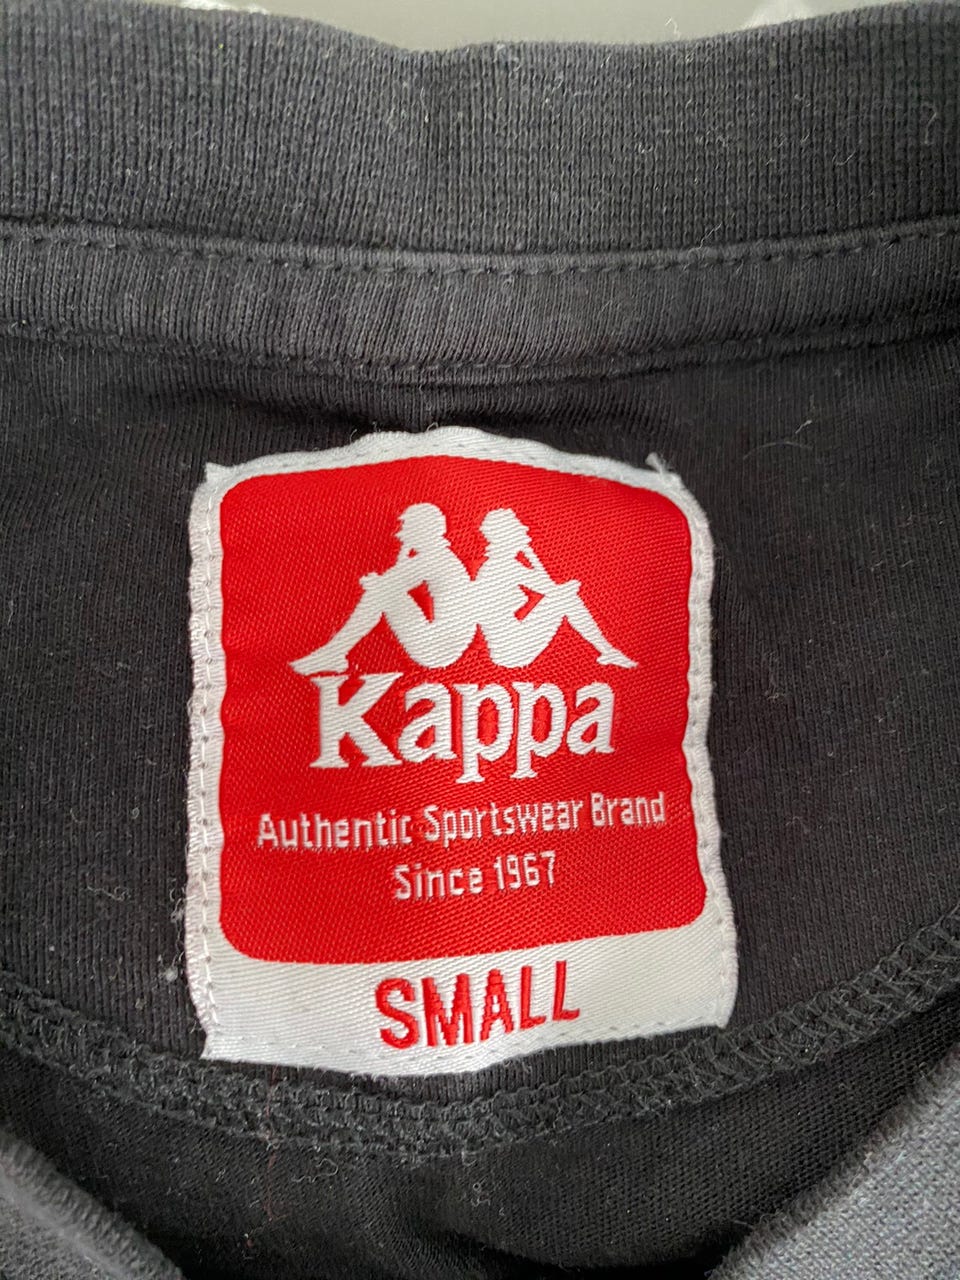 Kappa
Authentic Sportswear Brand
Since 1967
SMALL